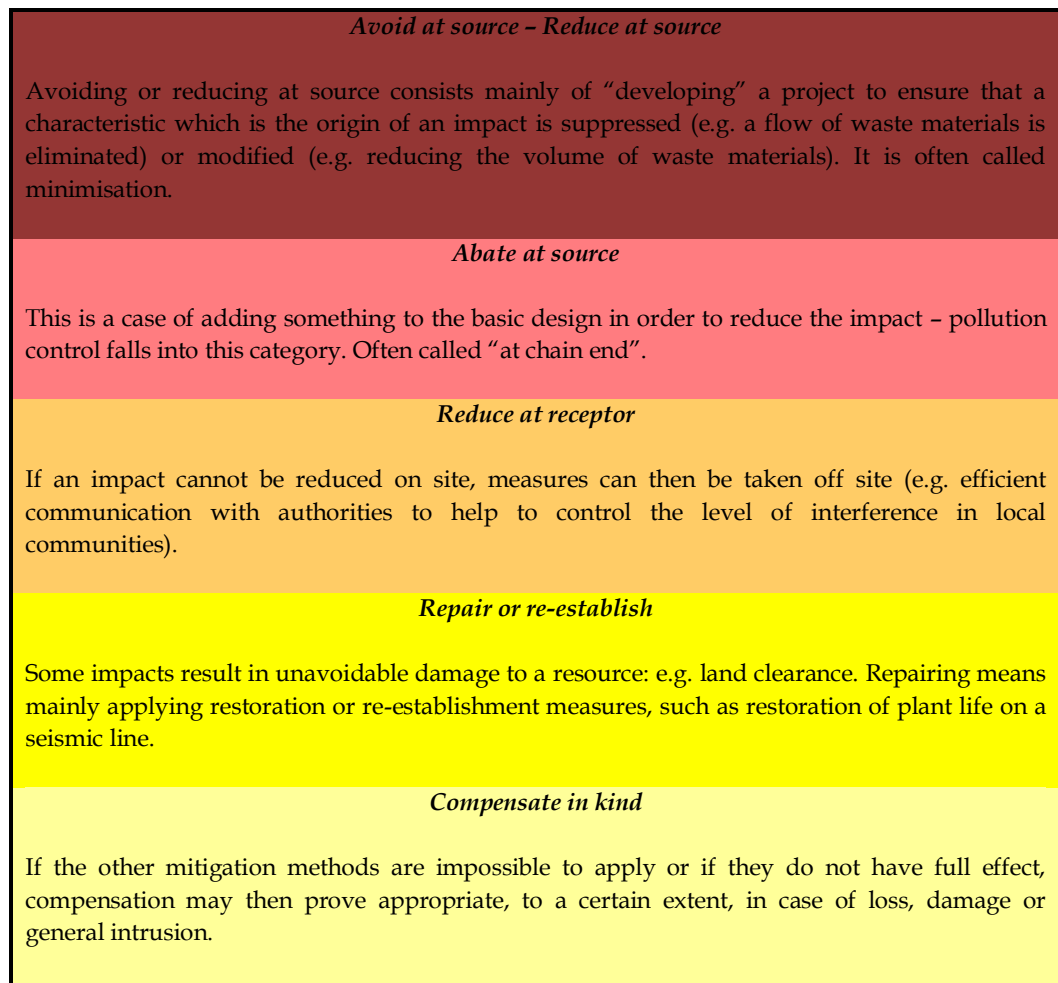 Avoid at source – Reduce at source
Avoiding or reducing at source consists mainly of “developing” a project to ensure that a
characteristic which is the origin of an impact is suppressed (e.g. a flow of waste materials is
eliminated) or modified (e.g. reducing the volume of waste materials). It is often called
minimisation.
Abate at source
This is a case of adding something to the basic design in order to reduce the impact – pollution
control falls into this category. Often called “at chain end”.
Reduce at receptor
If an impact cannot be reduced on site, measures can then be taken off site (e.g. efficient
communication with authorities to help to control the level of interference in local
communities).
Repair or re-establish
Some impacts result in unavoidable damage to a resource: e.g. land clearance. Repairing means
mainly applying restoration or re-establishment measures, such as restoration of plant life on a
seismic line.
Compensate in kind
If the other mitigation methods are impossible to apply or if they do not have full effect,
compensation may then prove appropriate, to a certain extent, in case of loss, damage or
general intrusion.